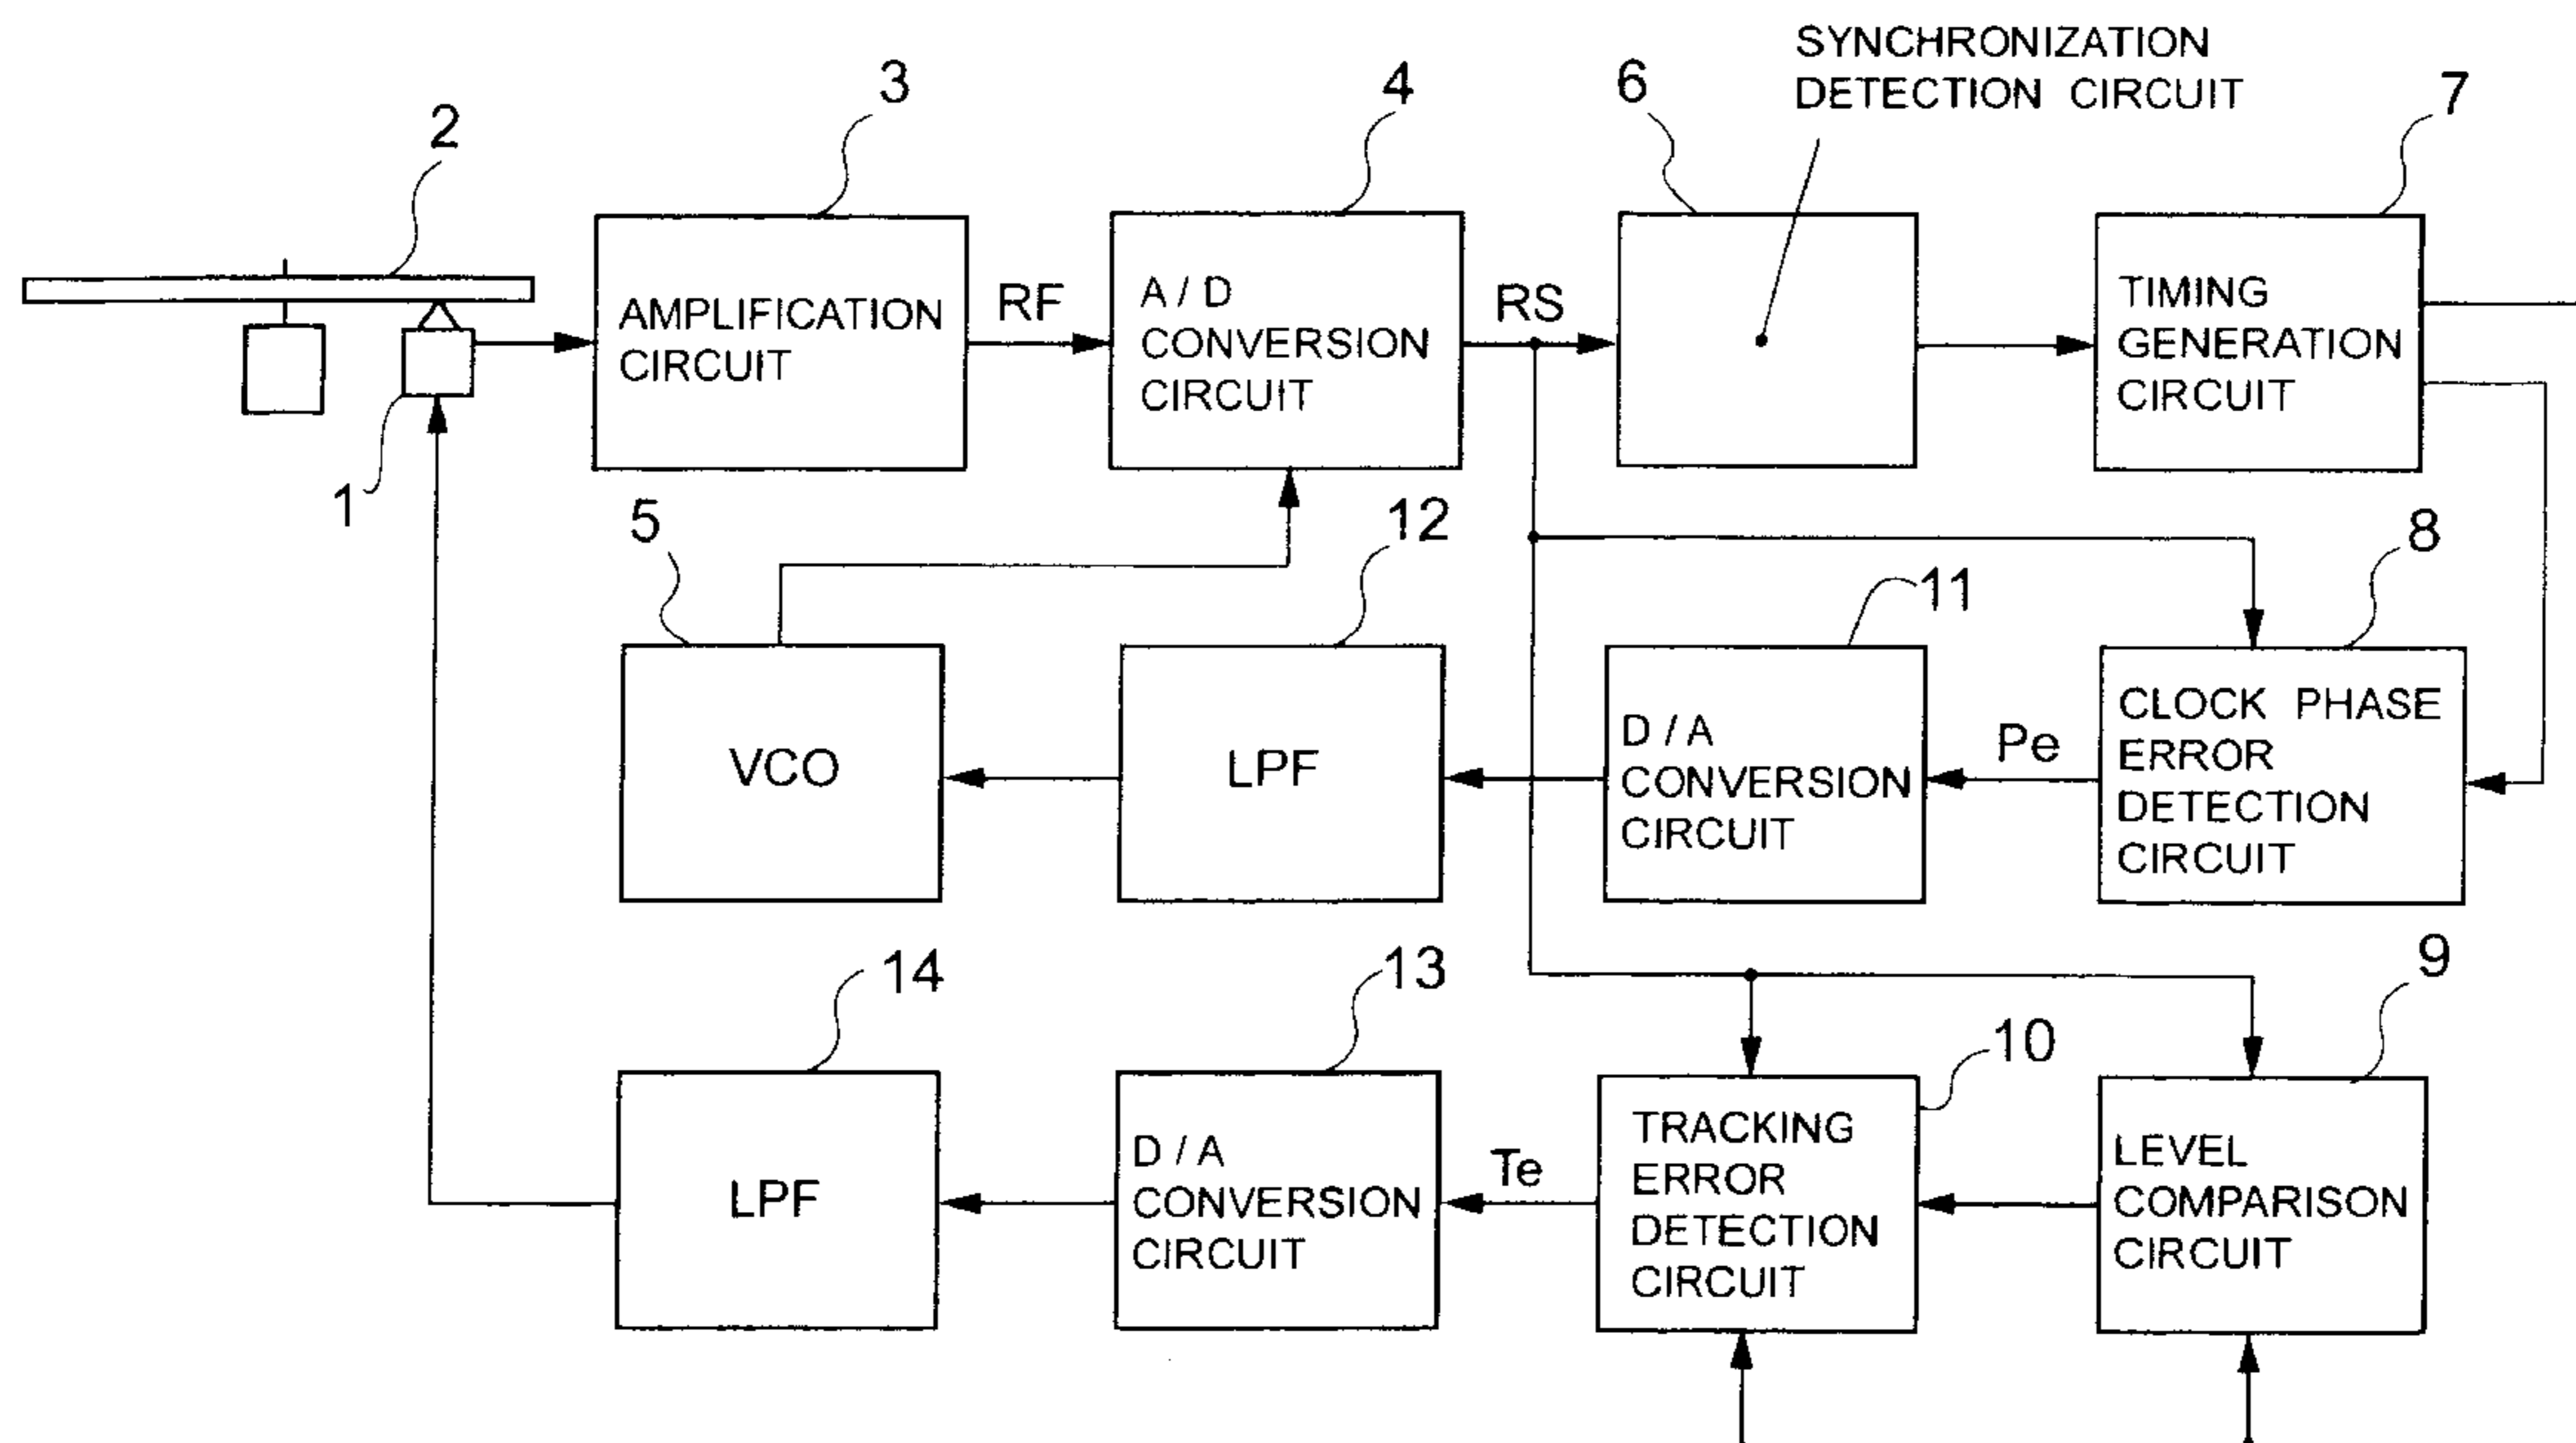 SYNCHRONIZATION
DETECTION CIRCUIT
2
3
4
6
7
AMPLIFICATION
CIRCUIT
RF
A / D
CONVERSION
CIRCUIT
RS
TIMING
GENERATION
CIRCUIT
1
5
12
11
8
VCO
LPF
D / A
CONVERSION
CIRCUIT
Pe
CLOCK PHASE
ERROR
DETECTION
CIRCUIT
14
13
10
9
LPF
D / A
CONVERSION
CIRCUIT
Te
TRACKING
ERROR
DETECTION
CIRCUIT
LEVEL
COMPARISON
CIRCUIT